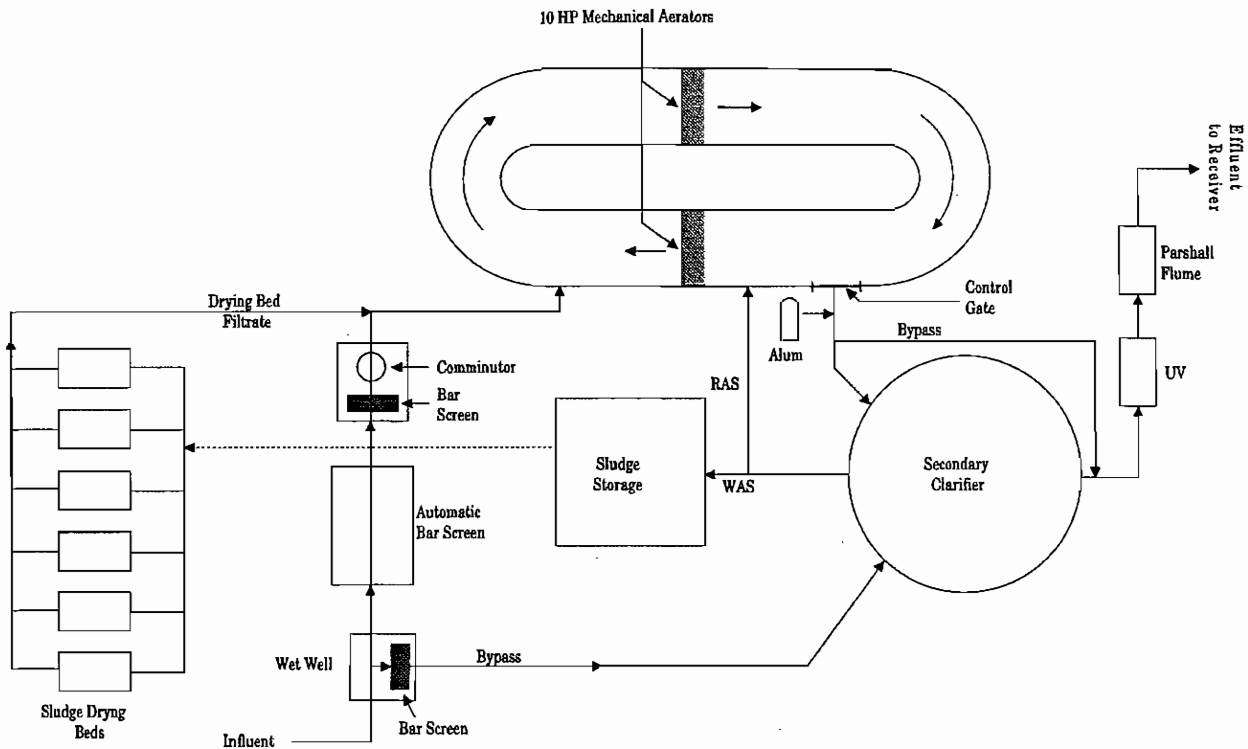 10 HP Mechanical Aerators
Effluent
to Receiver
Parshall
Flume
Control
Gate
Drying Bed
Filtrate
Alum
Bypass
Comminutor
UV
RAS
Bar
Screen
Sludge
Storage
Secondary
Clarifier
WAS
Automatic
Bar Screen
Wet Well
Bypass
Bar Screen
Sludge Dryng
Beds
Influent